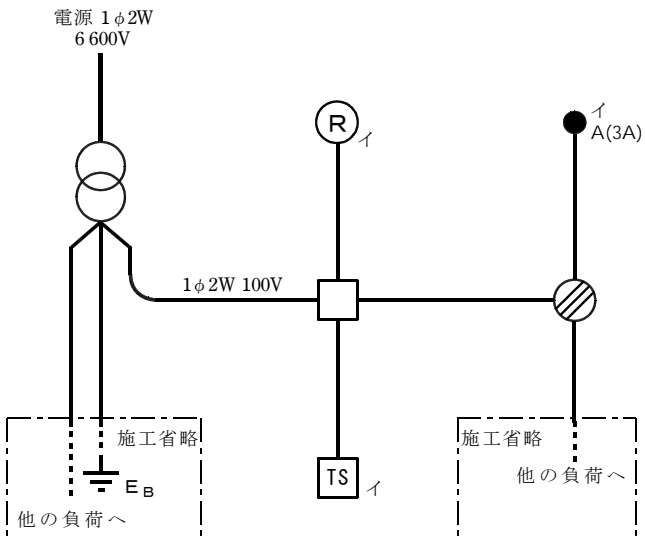 電源 1φ2W
6 600V
R
イ
イ
A(3A)
1φ2W 100V
施工省略
EB
他の負荷へ
TS
イ
施工省略
他の負荷へ